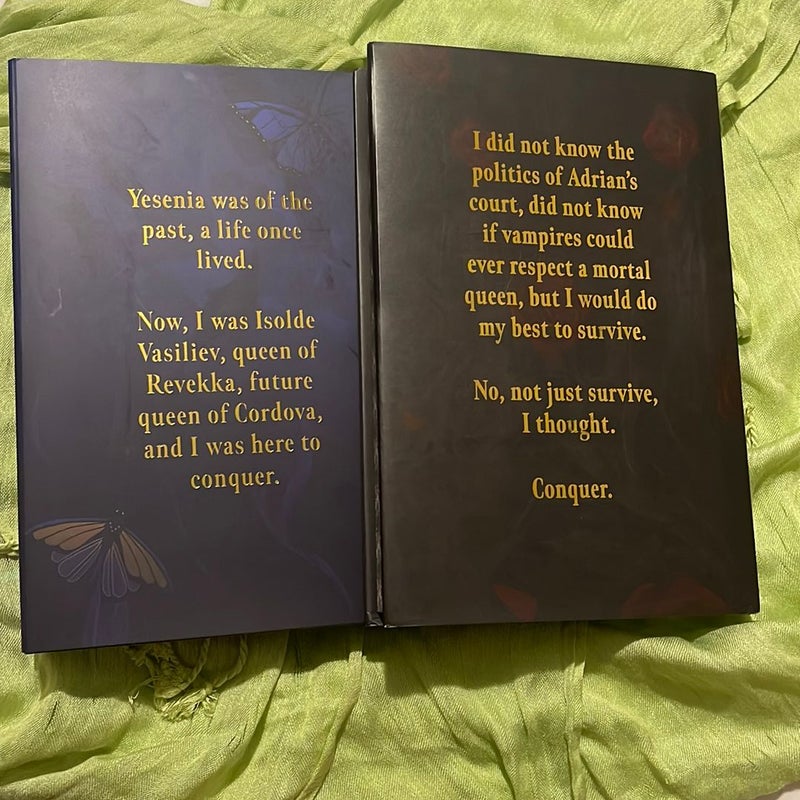 Yesenia was of the
past, a life once
lived.
Now, I was Isolde
Vasiliev, queen of
Revekka, future
queen of Cordova,
and I was here to
conquer.
I did not know the
politics of Adrian's
court, did not know
if vampires could
ever respect a mortal
queen, but I would do
my best to survive.
No, not just survive,
I thought.
Conquer.